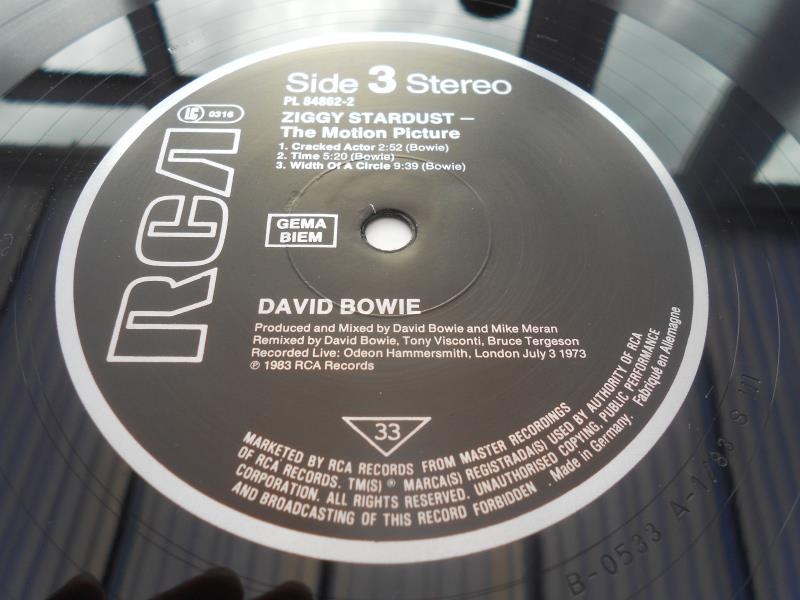 Side 3 Stereo
PL 84862-2
LC 0316
ZIGGY STARDUST —
The Motion Picture
1. Cracked Actor 2:52 (Bowie)
2. Time 5:20 (Bowie)
3. Width Of A Circle 9:39 (Bowie)
RCA
GEMA
BIEM
DAVID BOWIE
Produced and Mixed by David Bowie and Mike Meran
Remixed by David Bowie, Tony Visconti, Bruce Tergeson
Recorded Live: Odeon Hammersmith, London July 3 1973
℗ 1983 RCA Records
33
MARKETED BY RCA RECORDS FROM MASTER RECORDINGS
OF RCA RECORDS. TM(S) ® MARCA(S) REGISTRADA(S) USED BY AUTHORITY OF RCA
CORPORATION. ALL RIGHTS RESERVED. UNAUTHORISED COPYING, PUBLIC PERFORMANCE
AND BROADCASTING OF THIS RECORD FORBIDDEN Made in Germany. Fabriqué en Allemagne
B-0533 A-1/83 S